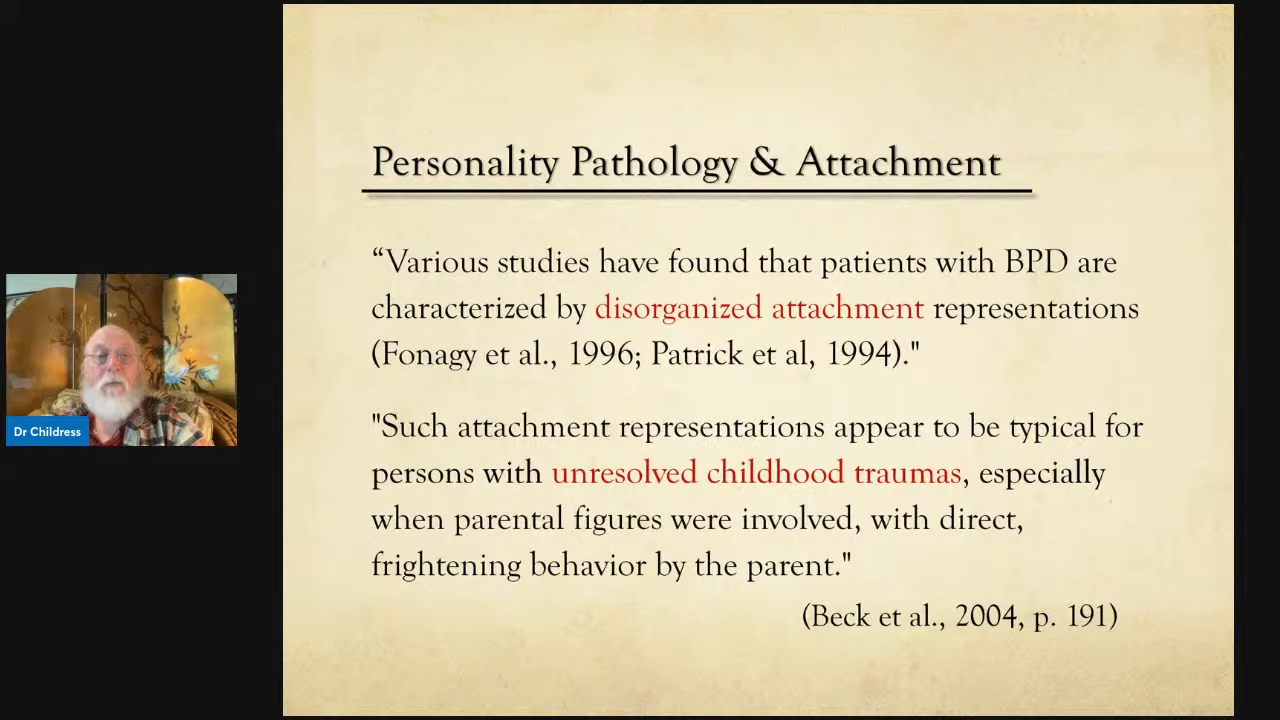 Personality Pathology & Attachment
“Various studies have found that patients with BPD are
characterized by disorganized attachment representations
(Fonagy et al., 1996; Patrick et al, 1994)."
"Such attachment representations appear to be typical for
persons with unresolved childhood traumas, especially
when parental figures were involved, with direct,
frightening behavior by the parent."
(Beck et al., 2004, p. 191)
Dr Childress